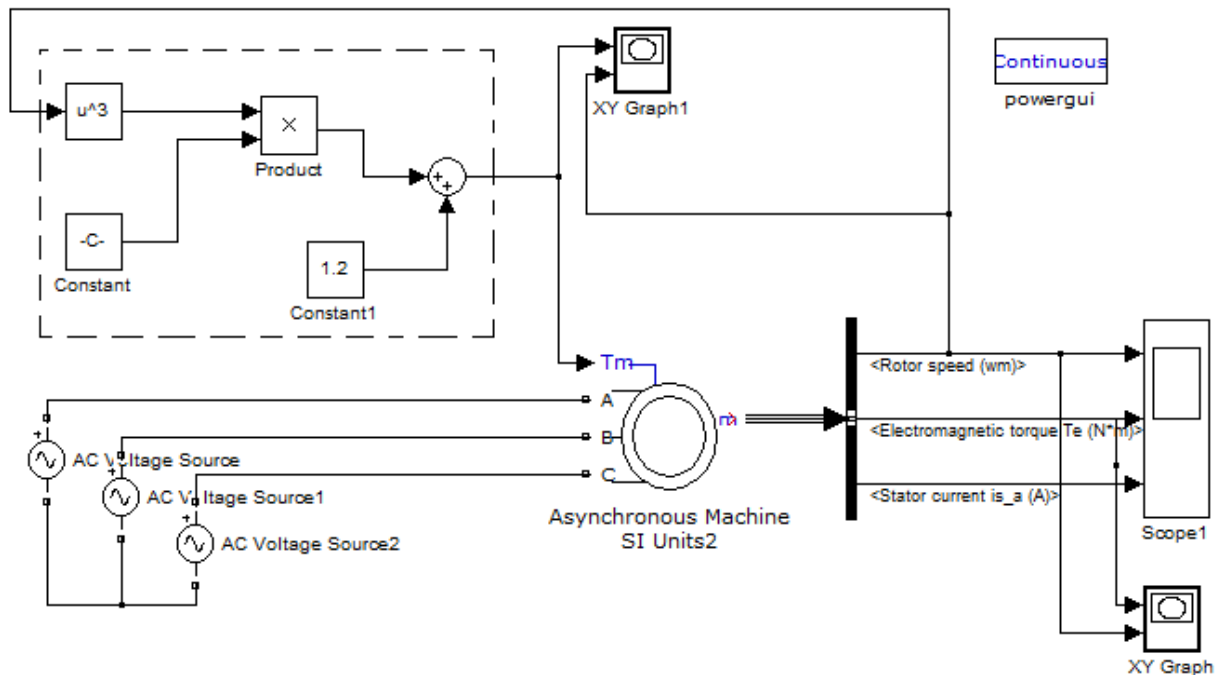 u^3
×
Product
-C-
Constant
1.2
Constant1
+
+
XY Graph1
Continuous
powergui
Tm
A
B
C
m
Asynchronous Machine
SI Units2
+
AC Voltage Source
+
AC Voltage Source1
+
AC Voltage Source2
<Rotor speed (wm)>
<Electromagnetic torque Te (N*m)>
<Stator current is_a (A)>
Scope1
XY Graph